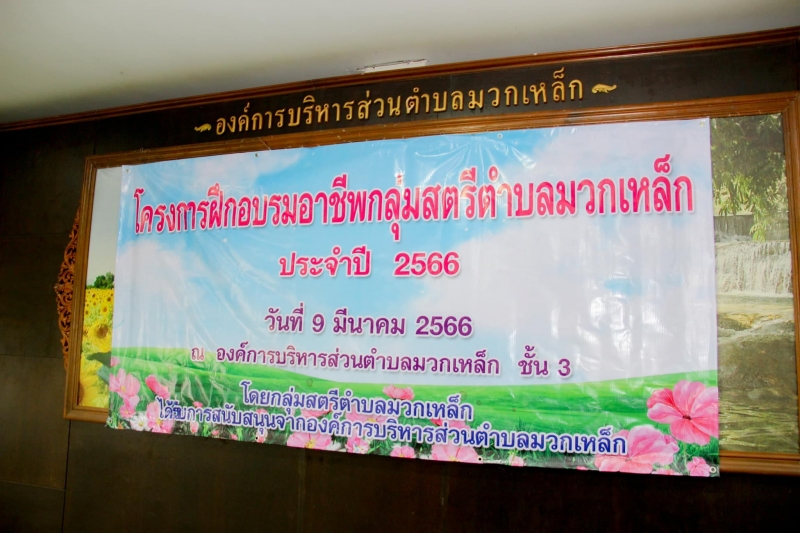 องค์การบริหารส่วนตำบลมวกเหล็ก
โครงการฝึกอบรมอาชีพกลุ่มสตรีตำบลมวกเหล็ก
ประจำปี 2566
วันที่ 9 มีนาคม 2566
ณ องค์การบริหารส่วนตำบลมวกเหล็ก ชั้น 3
โดยกลุ่มสตรีตำบลมวกเหล็ก
ได้รับการสนับสนุนจากองค์การบริหารส่วนตำบลมวกเหล็ก